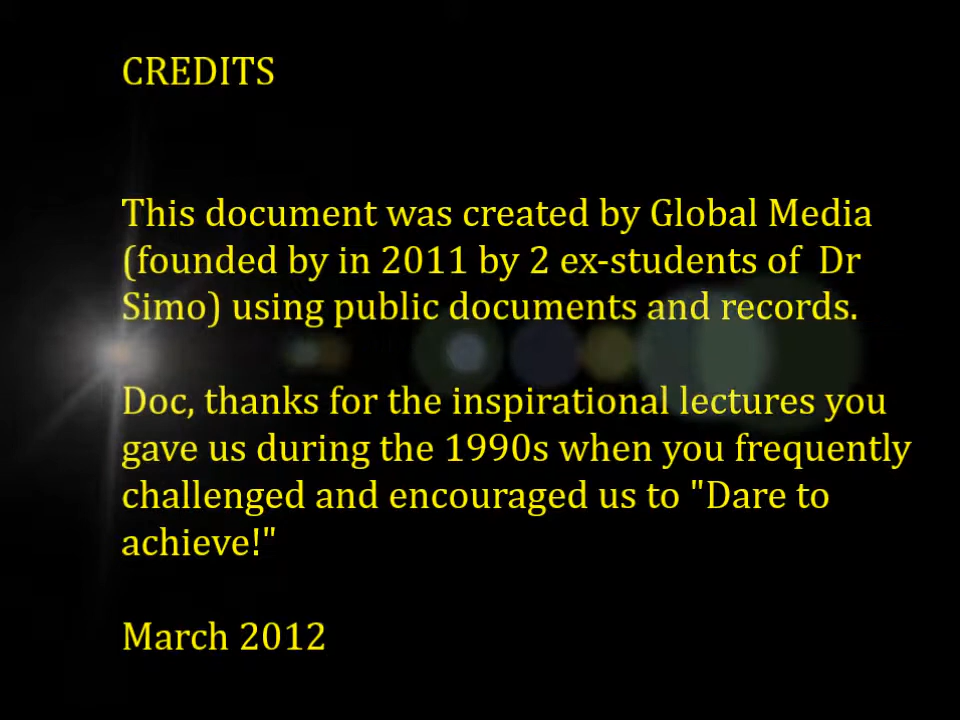 CREDITS
This document was created by Global Media
(founded by in 2011 by 2 ex-students of  Dr
Simo) using public documents and records.
Doc, thanks for the inspirational lectures you
gave us during the 1990s when you frequently
challenged and encouraged us to "Dare to
achieve!"
March 2012